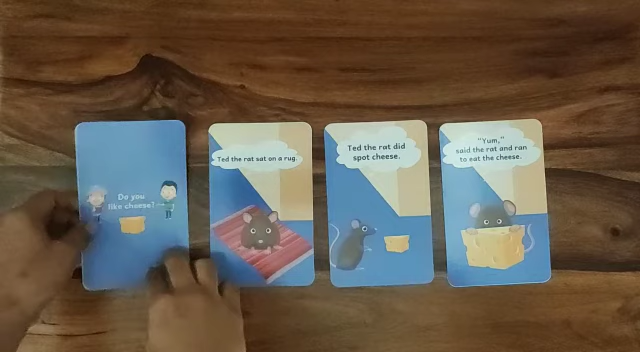 Do you
like cheese?
Ted the rat sat on a rug.
Ted the rat did
spot cheese.
"Yum,"
said the rat and ran
to eat the cheese.